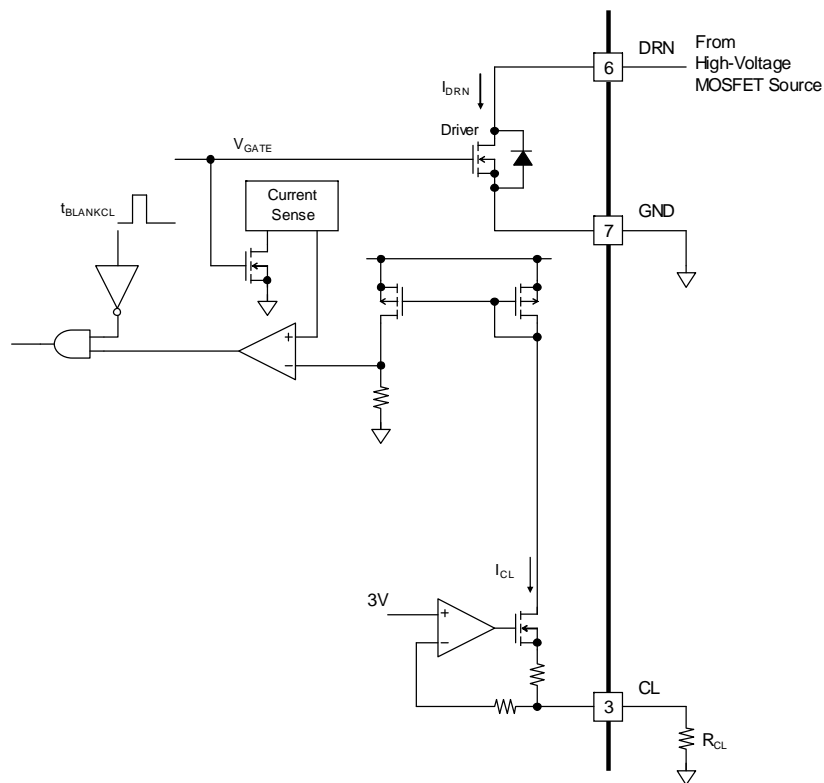 DRN
From
High-Voltage
MOSFET Source
6
I_DRN
Driver
V_GATE
Current
Sense
t_BLANKCL
GND
7
+
−
I_CL
3V
+
−
CL
3
R_CL